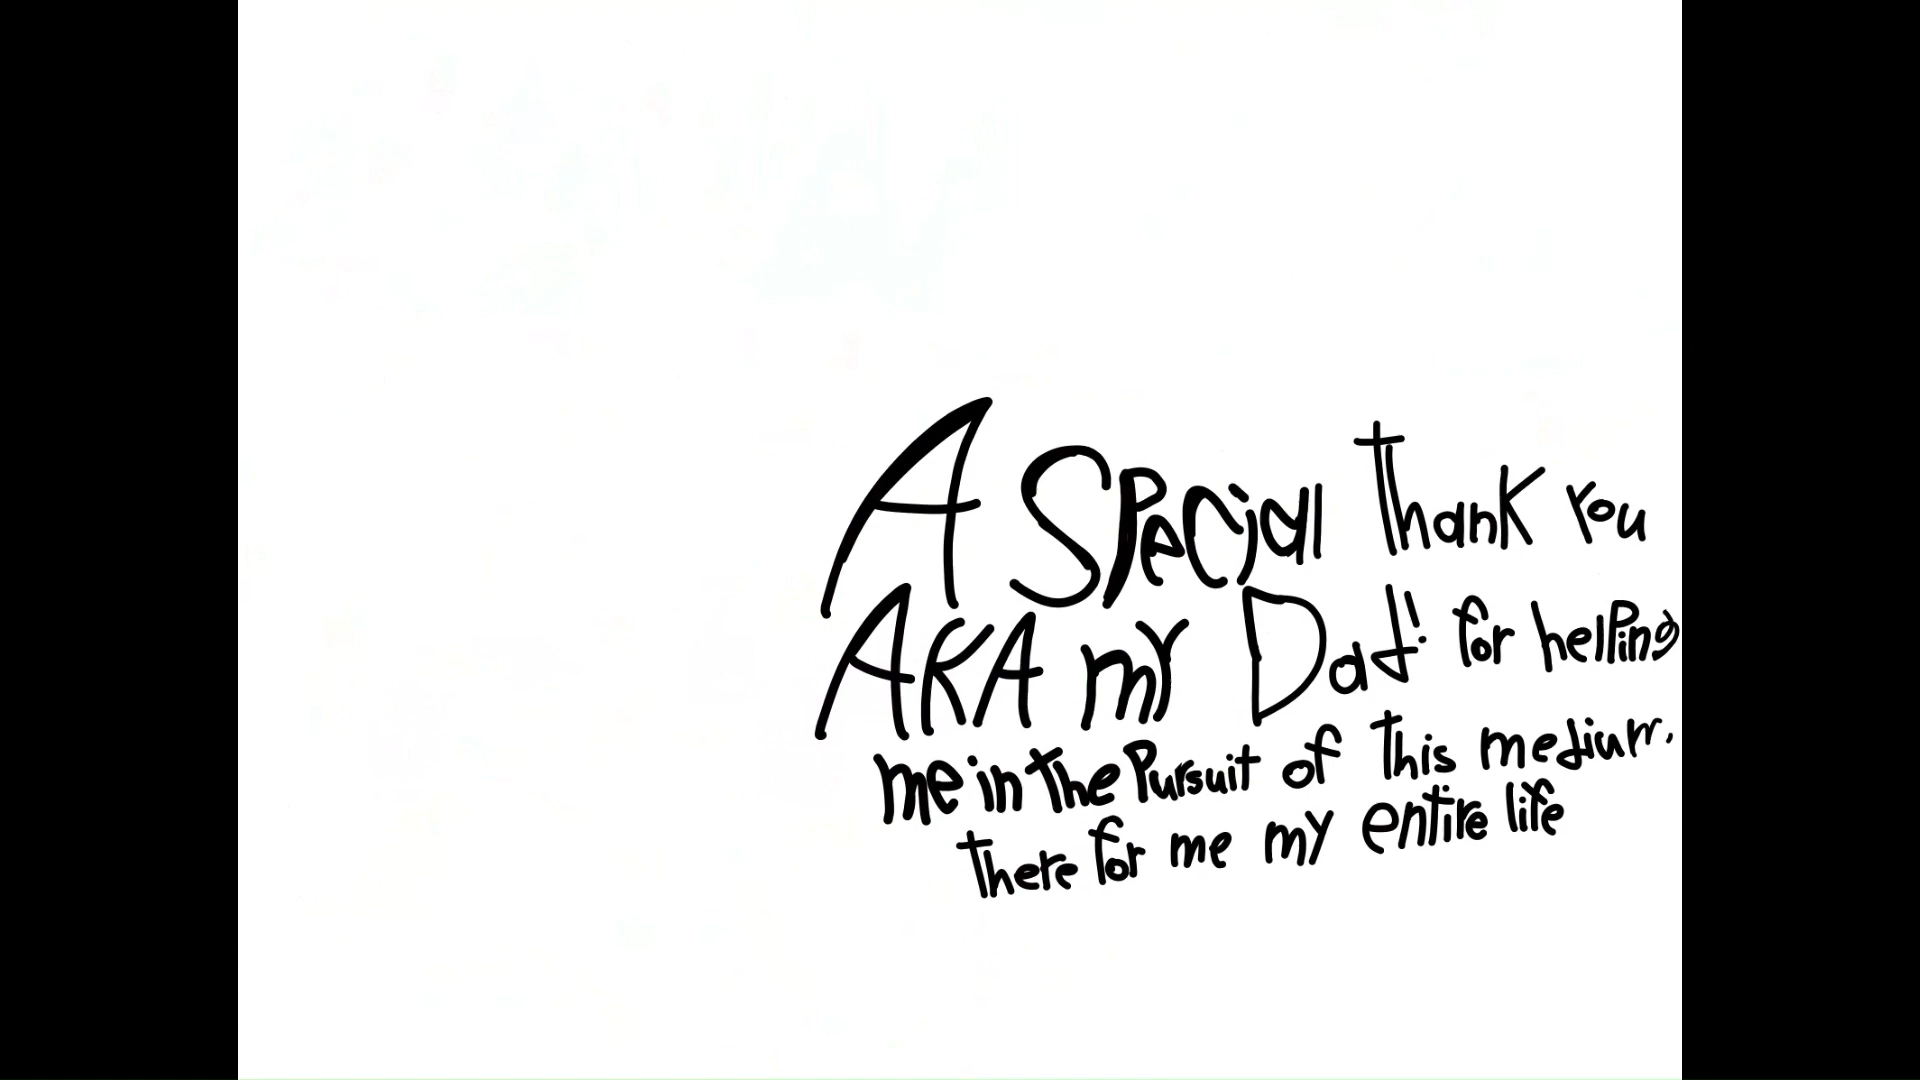 A Special Thank You
AKA my Dad! for helping
me in the Pursuit of This medium.
There for me my entire life